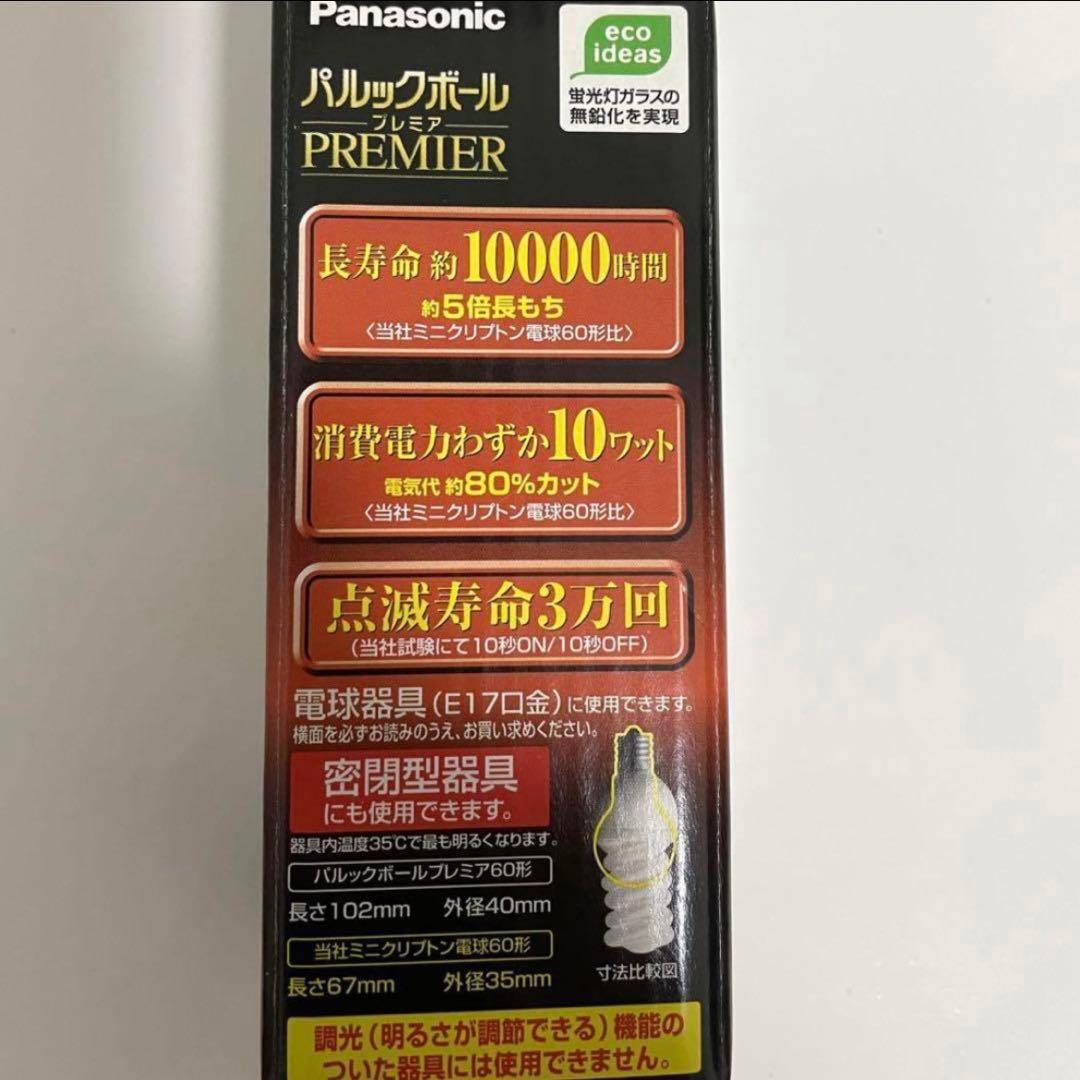 Panasonic
eco
ideas
蛍光灯ガラスの
無鉛化を実現
パルックボール
プレミア
PREMIER
長寿命 約10000時間
約5倍長もち
〈当社ミニクリプトン電球60形比〉
消費電力わずか10ワット
電気代 約80%カット
〈当社ミニクリプトン電球60形比〉
点滅寿命3万回
(当社試験にて10秒ON/10秒OFF)
電球器具(E17口金)に使用できます。
横面を必ずお読みのうえ、お買い求めください。
密閉型器具
にも使用できます。
器具内温度35℃で最も明るくなります。
パルックボールプレミア60形
長さ102mm 外径40mm
当社ミニクリプトン電球60形
長さ67mm 外径35mm
寸法比較図
調光(明るさが調節できる)機能の
ついた器具には使用できません。